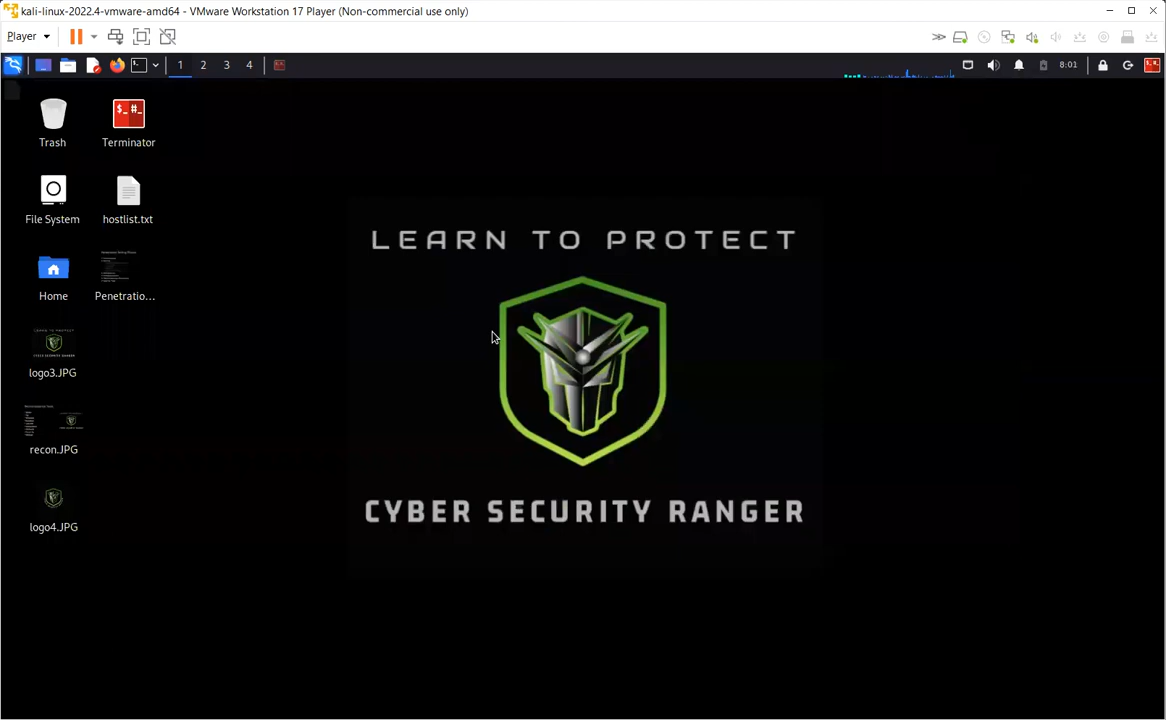 kali-linux-2022.4-vmware-amd64 - VMware Workstation 17 Player (Non-commercial use only)
Player
1 2 3 4
8:01
Trash
Terminator
File System
hostlist.txt
Home
Penetratio...
logo3.JPG
recon.JPG
logo4.JPG
LEARN TO PROTECT
CYBER SECURITY RANGER